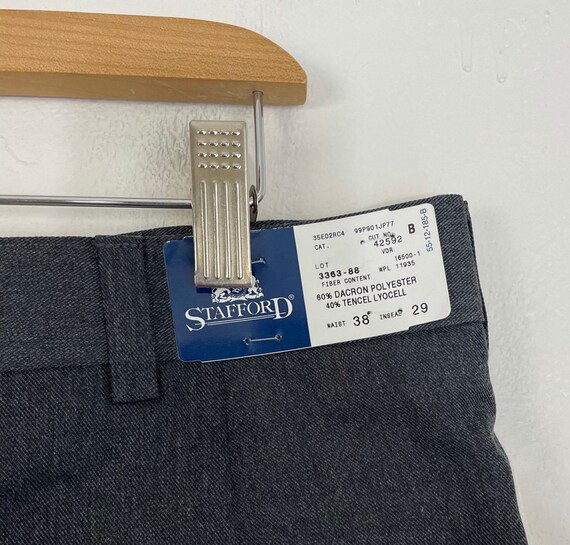 STAFFORD®
35E02RC4 99P901JP77
CAT. CUT NO. B
42592
VDR
LOT 16500-1
3363-88 WPL 11935
FIBER CONTENT
60% DACRON POLYESTER
40% TENCEL LYOCELL
WAIST 38 INSEAM 29
55-12-185-B